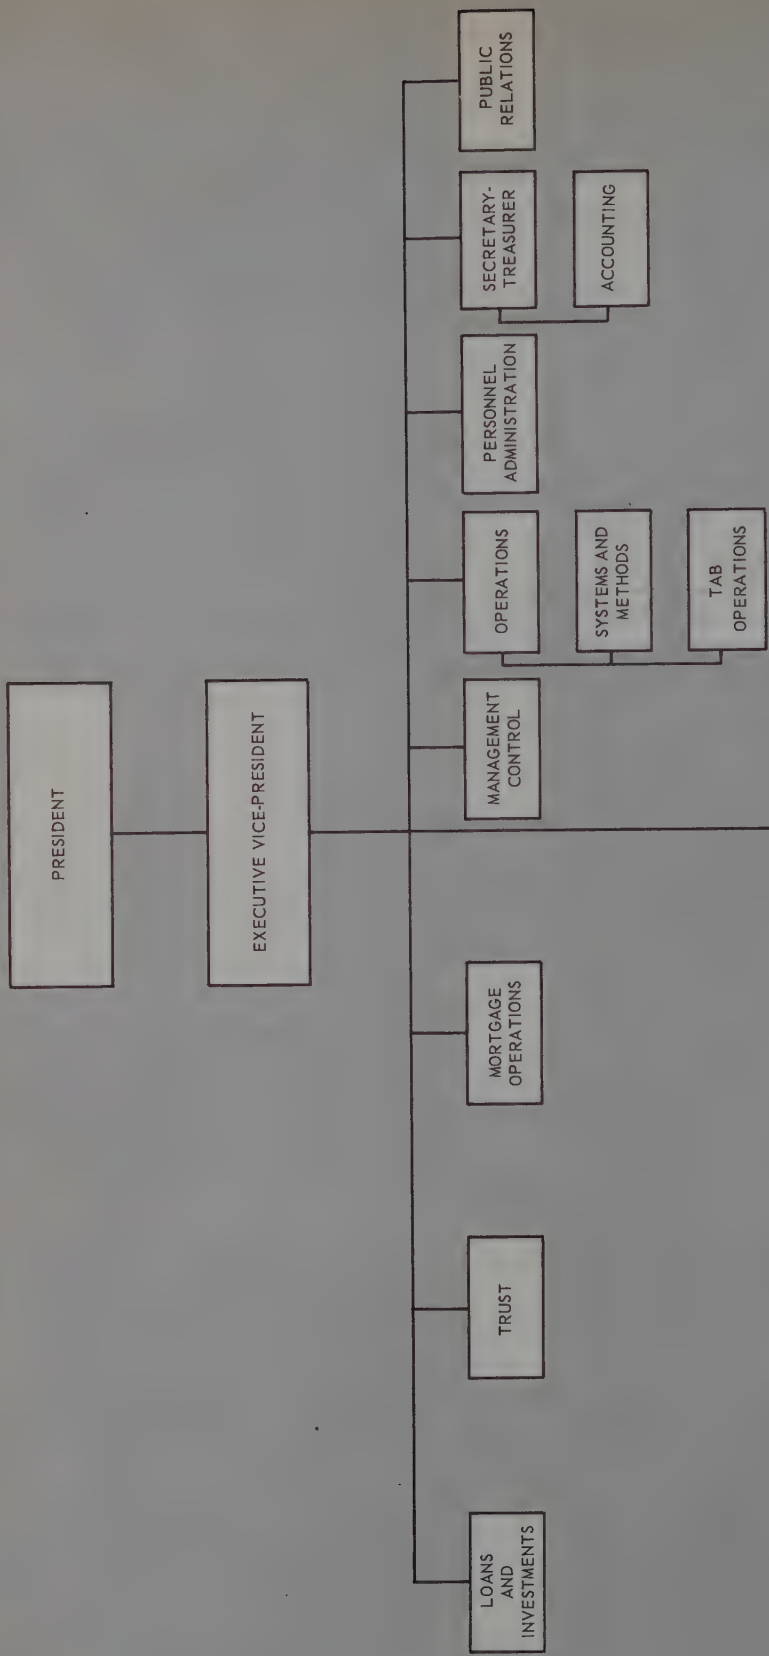 PRESIDENT
EXECUTIVE VICE-PRESIDENT
LOANS
AND
INVESTMENTS
TRUST
MORTGAGE
OPERATIONS
MANAGEMENT
CONTROL
OPERATIONS
PERSONNEL
ADMINISTRATION
SECRETARY-
TREASURER
PUBLIC
RELATIONS
SYSTEMS AND
METHODS
ACCOUNTING
TAB
OPERATIONS